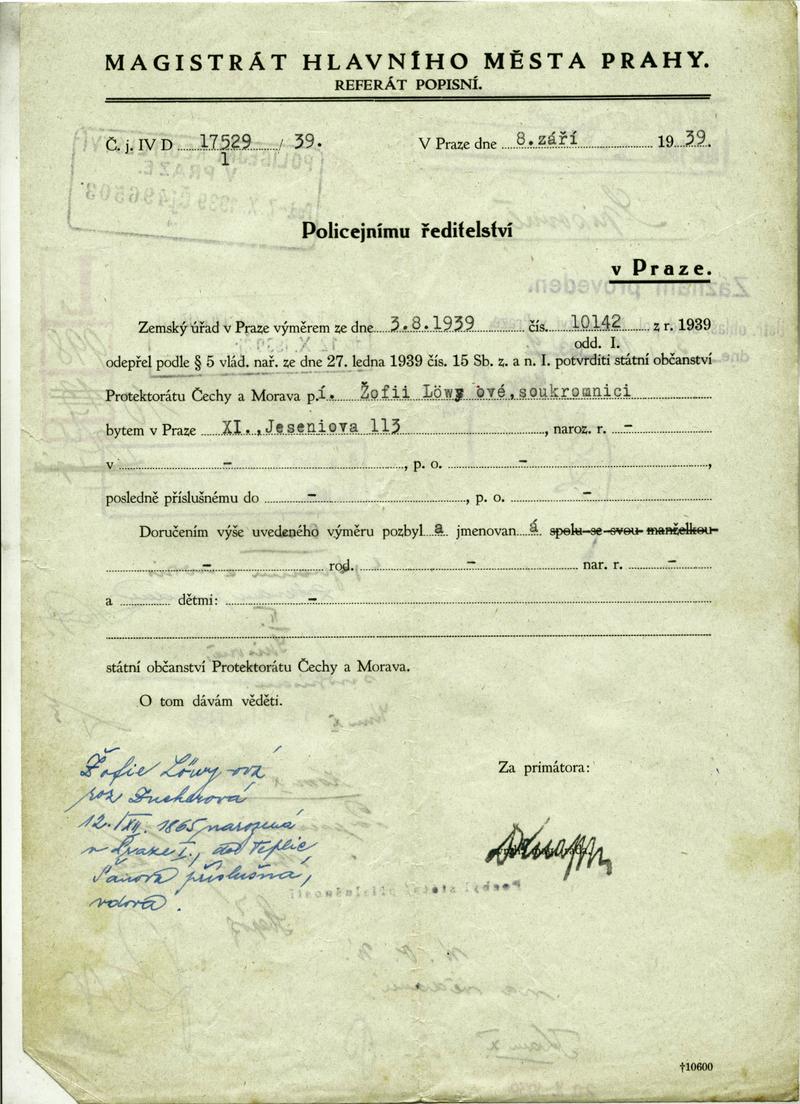 MAGISTRÁT HLAVNÍHO MĚSTA PRAHY.
REFERÁT POPISNÍ.
Č. j. IV D 17529 / 39. V Praze dne 8.září 1939.
1
Policejnímu ředitelství
v Praze.
Zemský úřad v Praze výměrem ze dne 3.8.1939 čís. 10142 z r. 1939
odd. I.
odepřel podle § 5 vlád. nař. ze dne 27. ledna 1939 čís. 15 Sb. z. a n. I. potvrditi státní občanství
Protektorátu Čechy a Morava p.í. Žofii Löwy ové,soukromnici
bytem v Praze XI.,Jeseniova 113, naroz. r. –
v –, p. o. –,
posledně příslušnému do –, p. o. –
Doručením výše uvedeného výměru pozbyl a jmenovan á spolu se svou manželkou
– rod. – nar. r. –
a dětmi: –
státní občanství Protektorátu Čechy a Morava.
O tom dávám věděti.
Za primátora:
Žofie Löwy-ová
roz. Duckerová
12./XII. 1865 narozená
v Praze I., do Teplic
Šanova příslušná,
vdova.
†10600